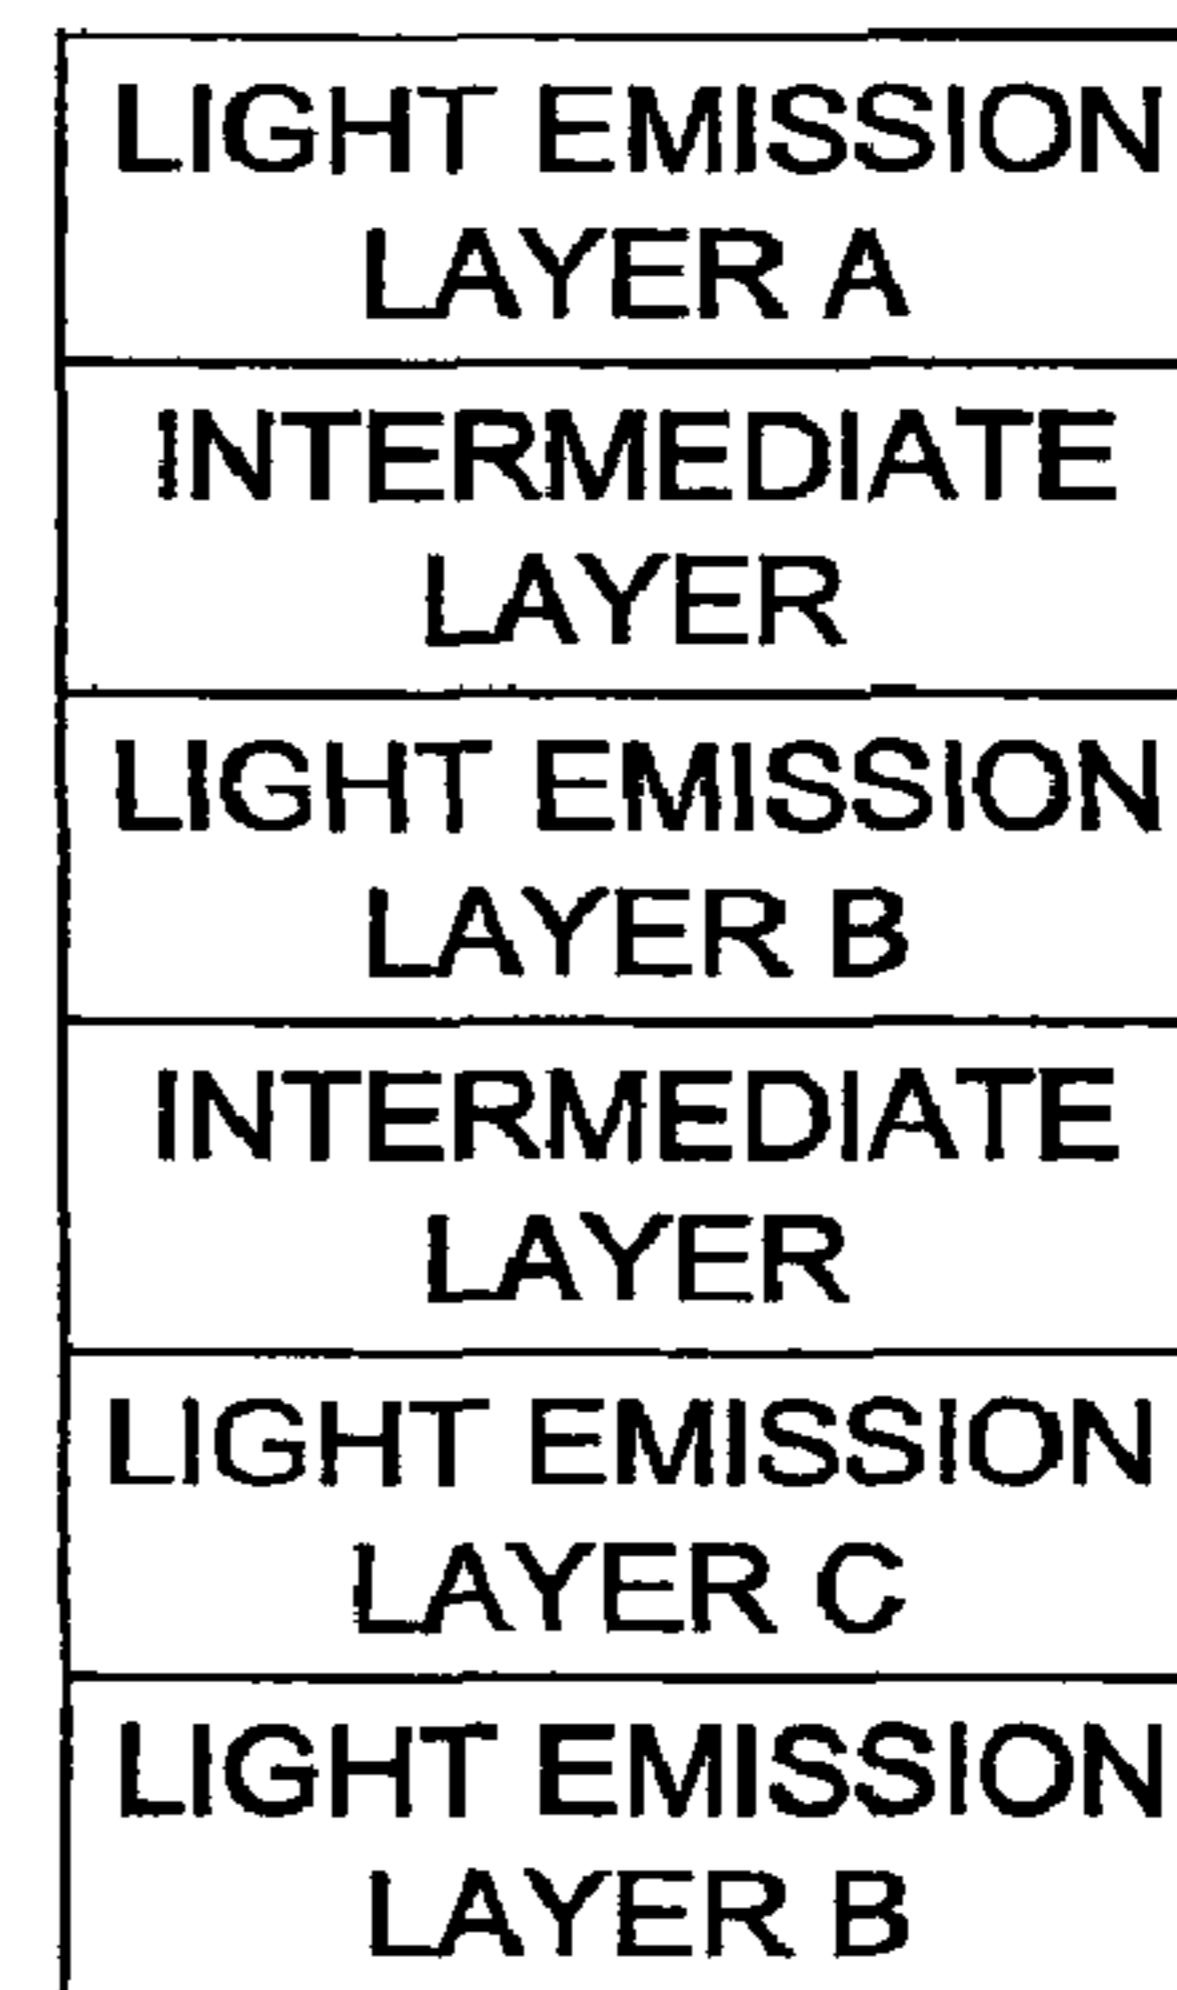 LIGHT EMISSION
LAYER A
INTERMEDIATE
LAYER
LIGHT EMISSION
LAYER B
INTERMEDIATE
LAYER
LIGHT EMISSION
LAYER C
LIGHT EMISSION
LAYER B